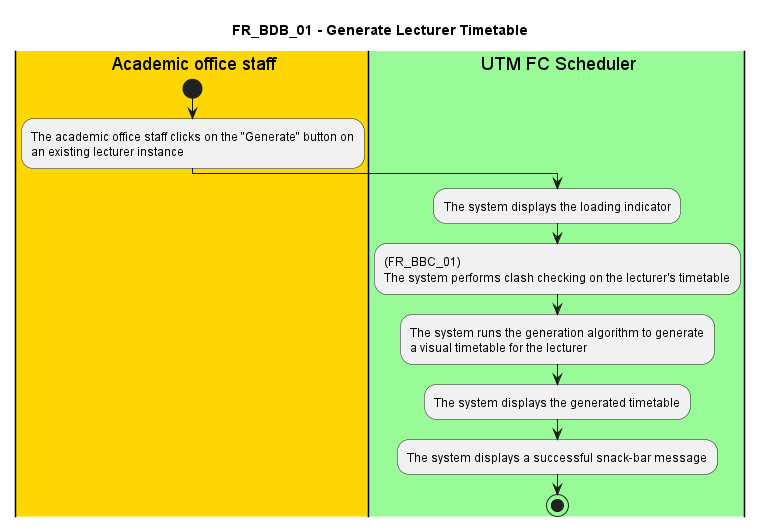 FR_BDB_01 - Generate Lecturer Timetable
Academic office staff
UTM FC Scheduler
The academic office staff clicks on the "Generate" button on
an existing lecturer instance
The system displays the loading indicator
(FR_BBC_01)
The system performs clash checking on the lecturer's timetable
The system runs the generation algorithm to generate
a visual timetable for the lecturer
The system displays the generated timetable
The system displays a successful snack-bar message